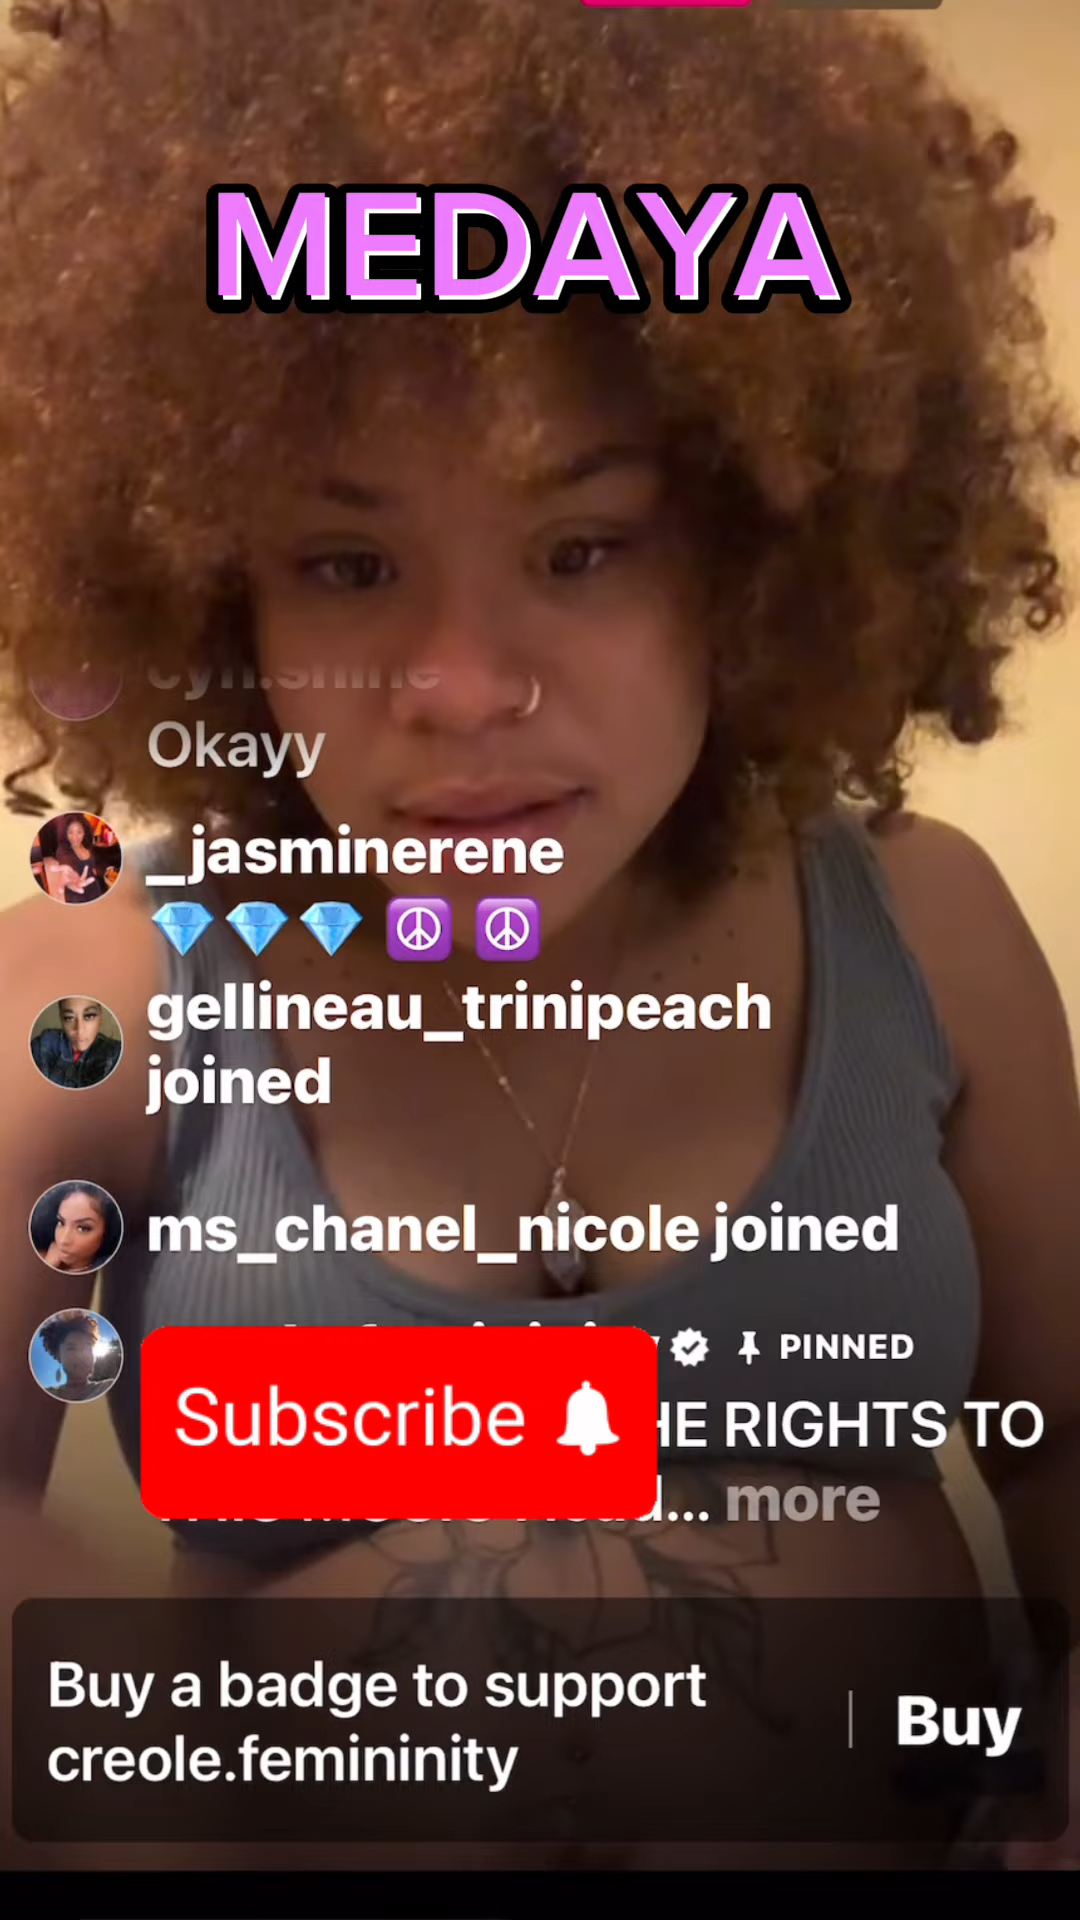 MEDAYA
Okayy
_jasminerene
💎💎💎 ☮️ ☮️
gellineau_trinipeach
joined
ms_chanel_nicole joined
PINNED
Subscribe
HE RIGHTS TO
... more
Buy a badge to support
creole.femininity
Buy